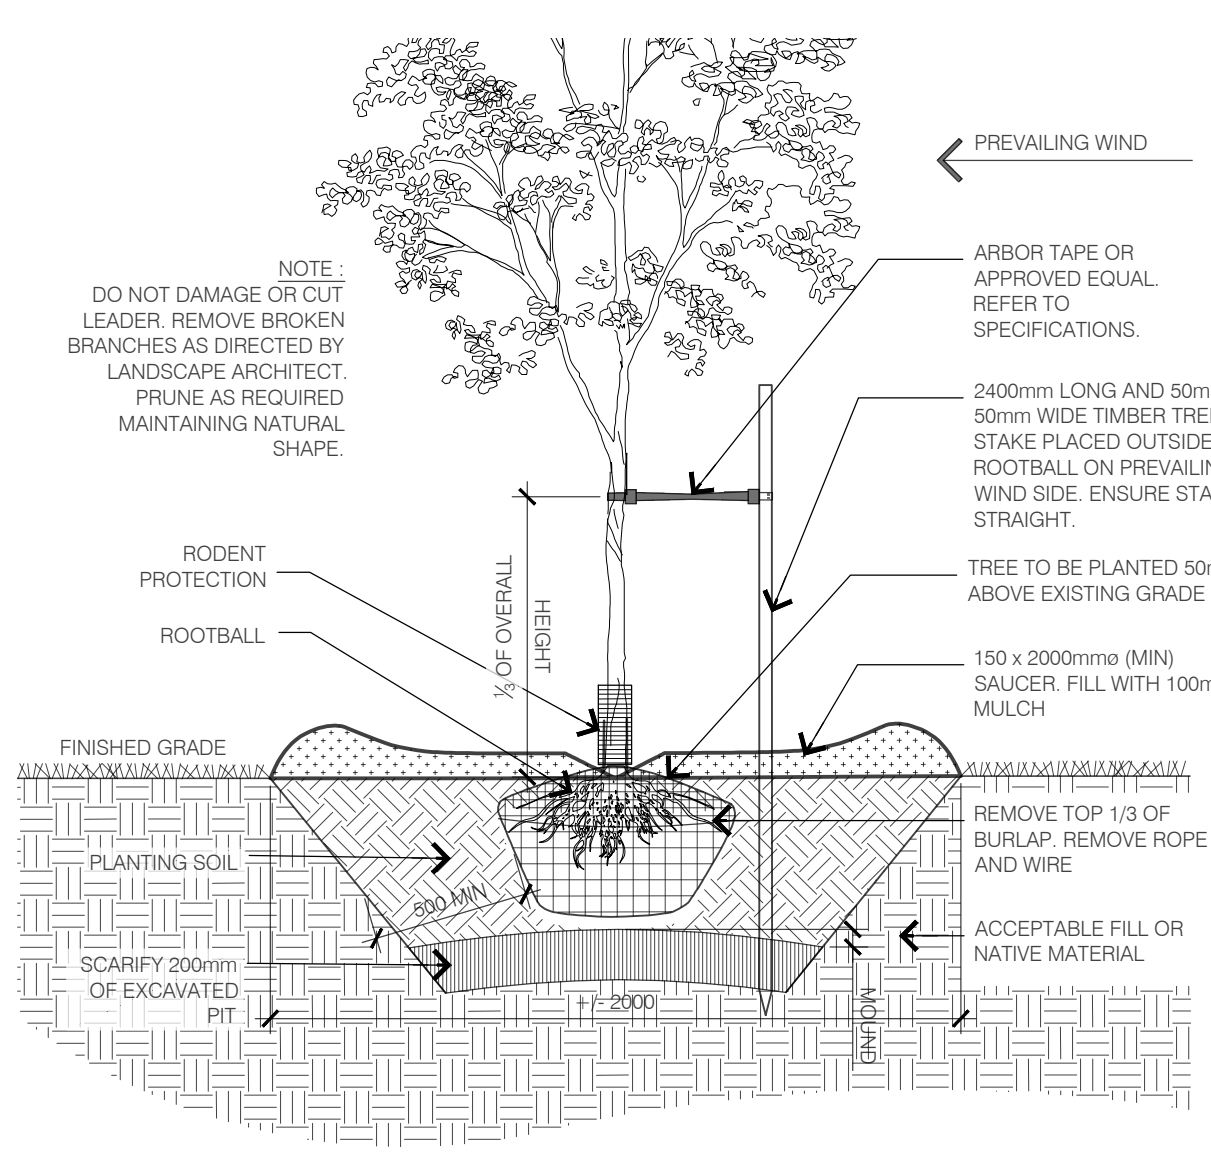 PREVAILING WIND
ARBOR TAPE OR
APPROVED EQUAL.
REFER TO
SPECIFICATIONS.
NOTE :
DO NOT DAMAGE OR CUT
LEADER. REMOVE BROKEN
BRANCHES AS DIRECTED BY
LANDSCAPE ARCHITECT.
PRUNE AS REQUIRED
MAINTAINING NATURAL
SHAPE.
2400mm LONG AND 50m
50mm WIDE TIMBER TREE
STAKE PLACED OUTSIDE
ROOTBALL ON PREVAILIN
WIND SIDE. ENSURE STA
STRAIGHT.
RODENT
PROTECTION
ROOTBALL
⅓ OF OVERALL
HEIGHT
TREE TO BE PLANTED 50m
ABOVE EXISTING GRADE
150 x 2000mmø (MIN)
SAUCER. FILL WITH 100m
MULCH
FINISHED GRADE
REMOVE TOP 1/3 OF
BURLAP. REMOVE ROPE
AND WIRE
PLANTING SOIL
500 MIN
ACCEPTABLE FILL OR
NATIVE MATERIAL
SCARIFY 200mm
OF EXCAVATED
PIT
+/- 2000
MOUND